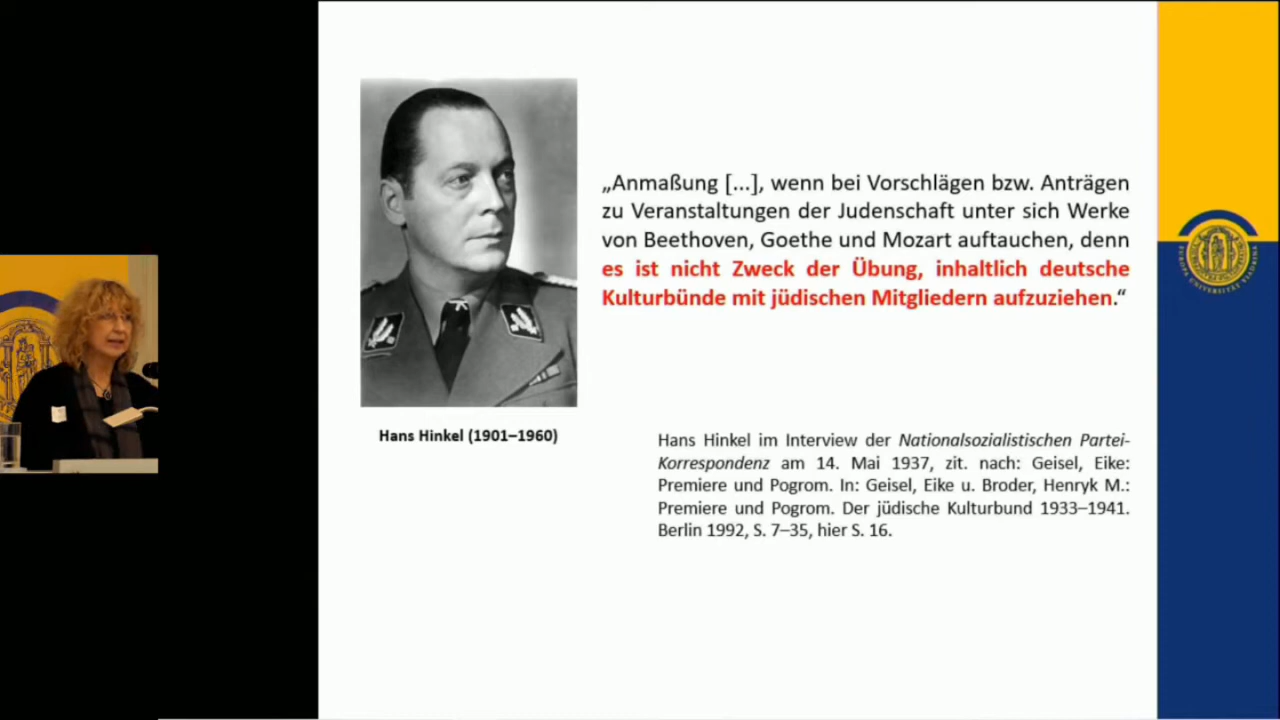 „Anmaßung [...], wenn bei Vorschlägen bzw. Anträgen
zu Veranstaltungen der Judenschaft unter sich Werke
von Beethoven, Goethe und Mozart auftauchen, denn
es ist nicht Zweck der Übung, inhaltlich deutsche
Kulturbünde mit jüdischen Mitgliedern aufzuziehen.“
Hans Hinkel (1901–1960)
Hans Hinkel im Interview der Nationalsozialistischen Partei-
Korrespondenz am 14. Mai 1937, zit. nach: Geisel, Eike:
Premiere und Pogrom. In: Geisel, Eike u. Broder, Henryk M.:
Premiere und Pogrom. Der jüdische Kulturbund 1933–1941.
Berlin 1992, S. 7–35, hier S. 16.
EUROPA UNIVERSITÄT VIADRINA